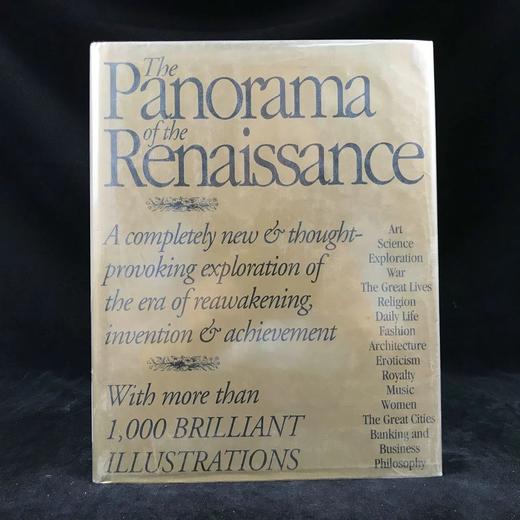 The
Panorama
of the
Renaissance
A completely new & thought-
provoking exploration of
the era of reawakening,
invention & achievement
With more than
1,000 BRILLIANT
ILLUSTRATIONS
Art
Science
Exploration
War
The Great Lives
Religion
Daily Life
Fashion
Architecture
Eroticism
Royalty
Music
Women
The Great Cities
Banking and
Business
Philosophy